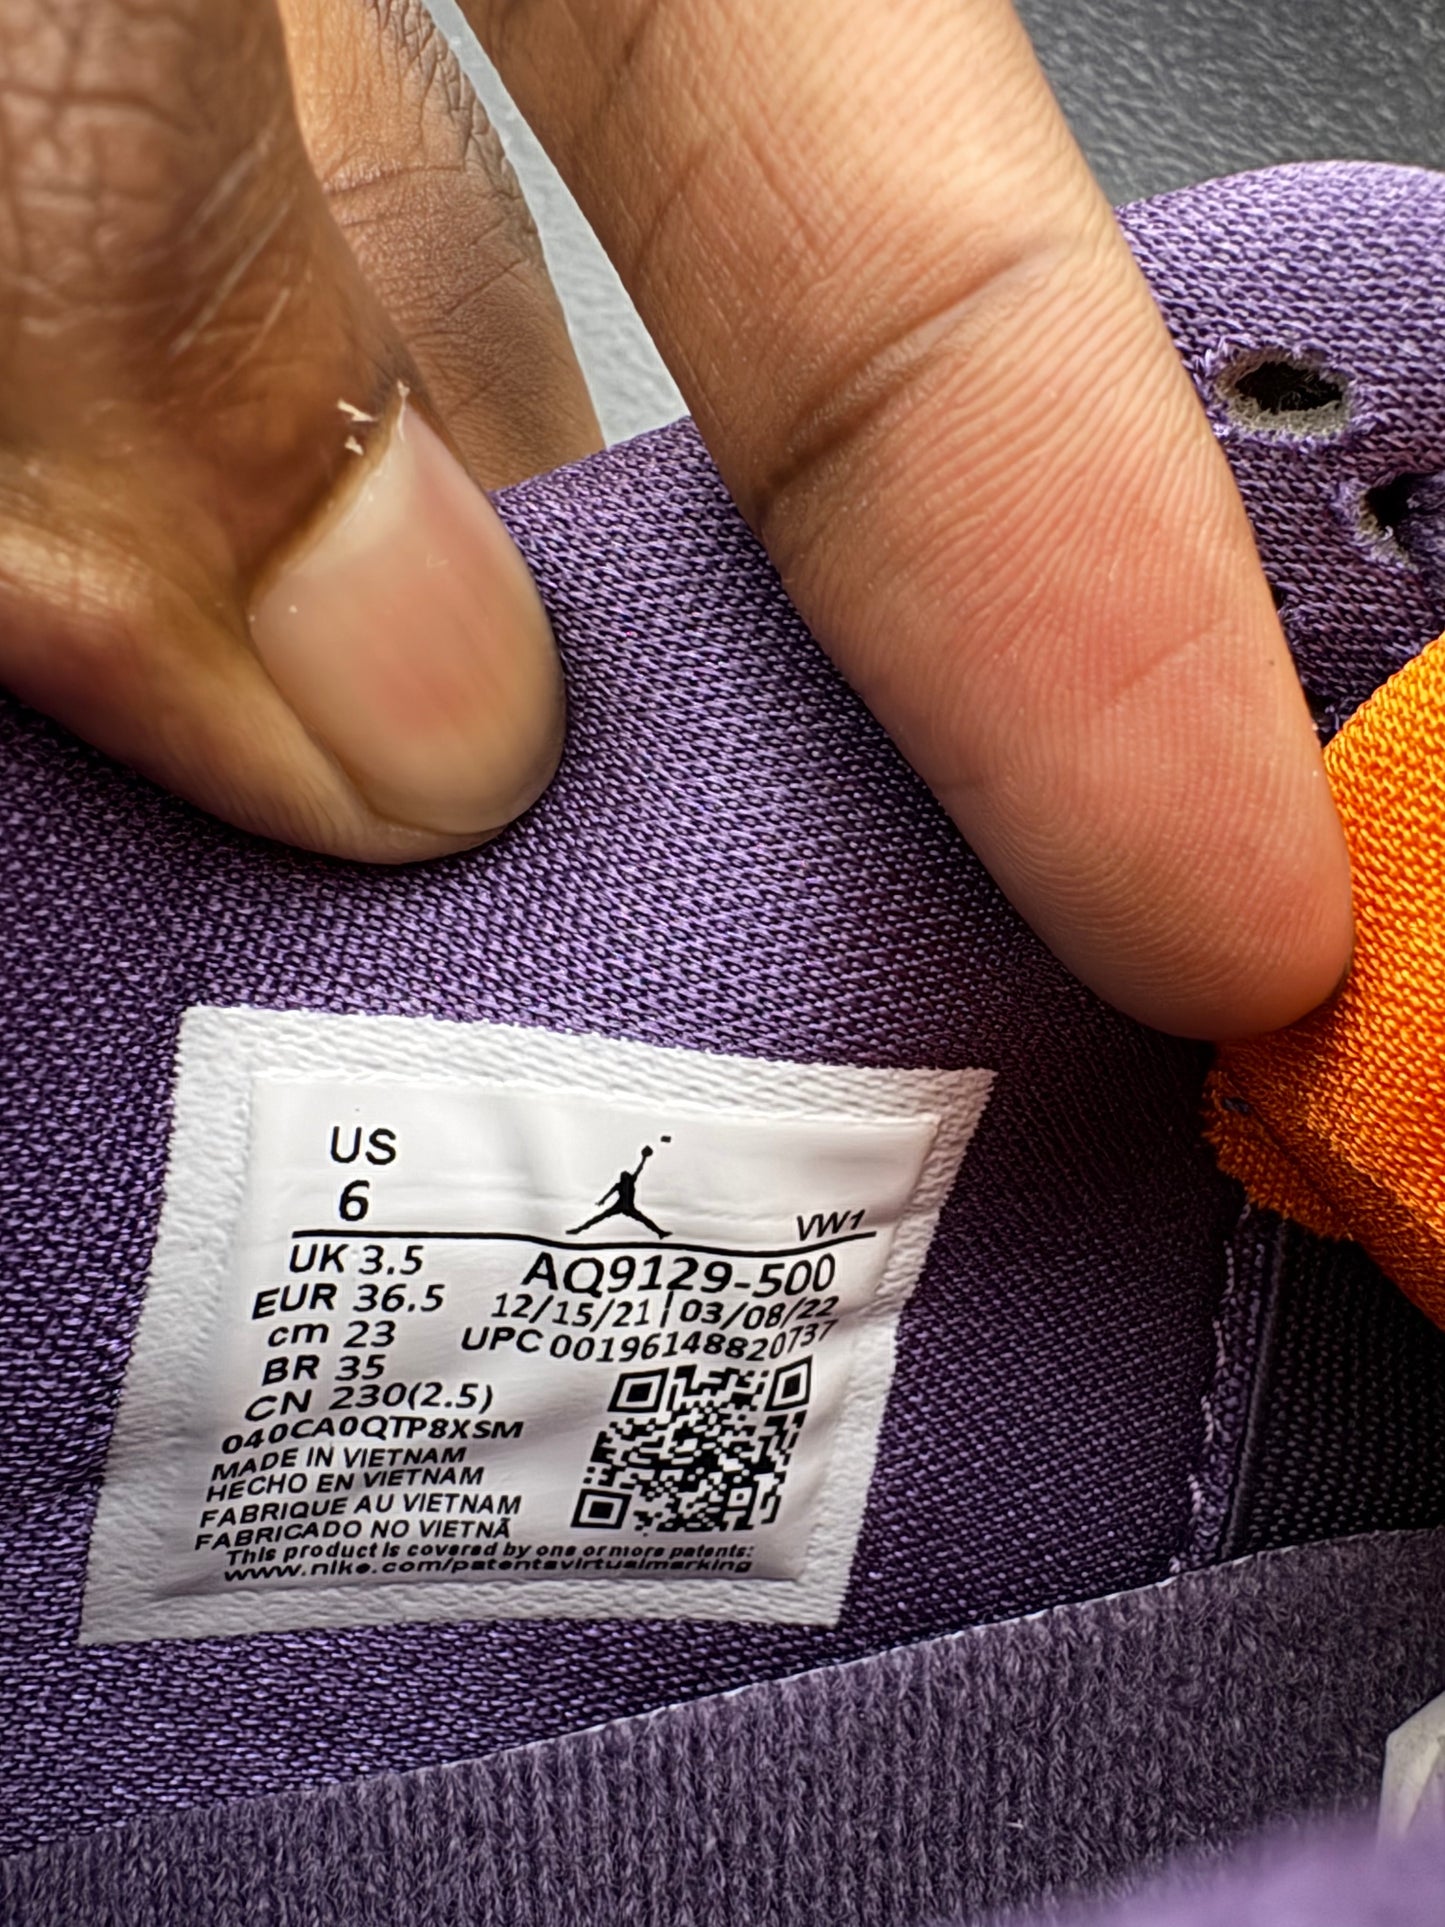 US
6
VW1
UK 3.5
AQ9129-500
EUR 36.5
12/15/21 | 03/08/22
cm 23
UPC 00196148820737
BR 35
CN 230(2.5)
040CA0QTP8XSM
MADE IN VIETNAM
HECHO EN VIETNAM
FABRIQUE AU VIETNAM
FABRICADO NO VIETNÃ
This product is covered by one or more patents:
www.nike.com/patentsvirtualmarking